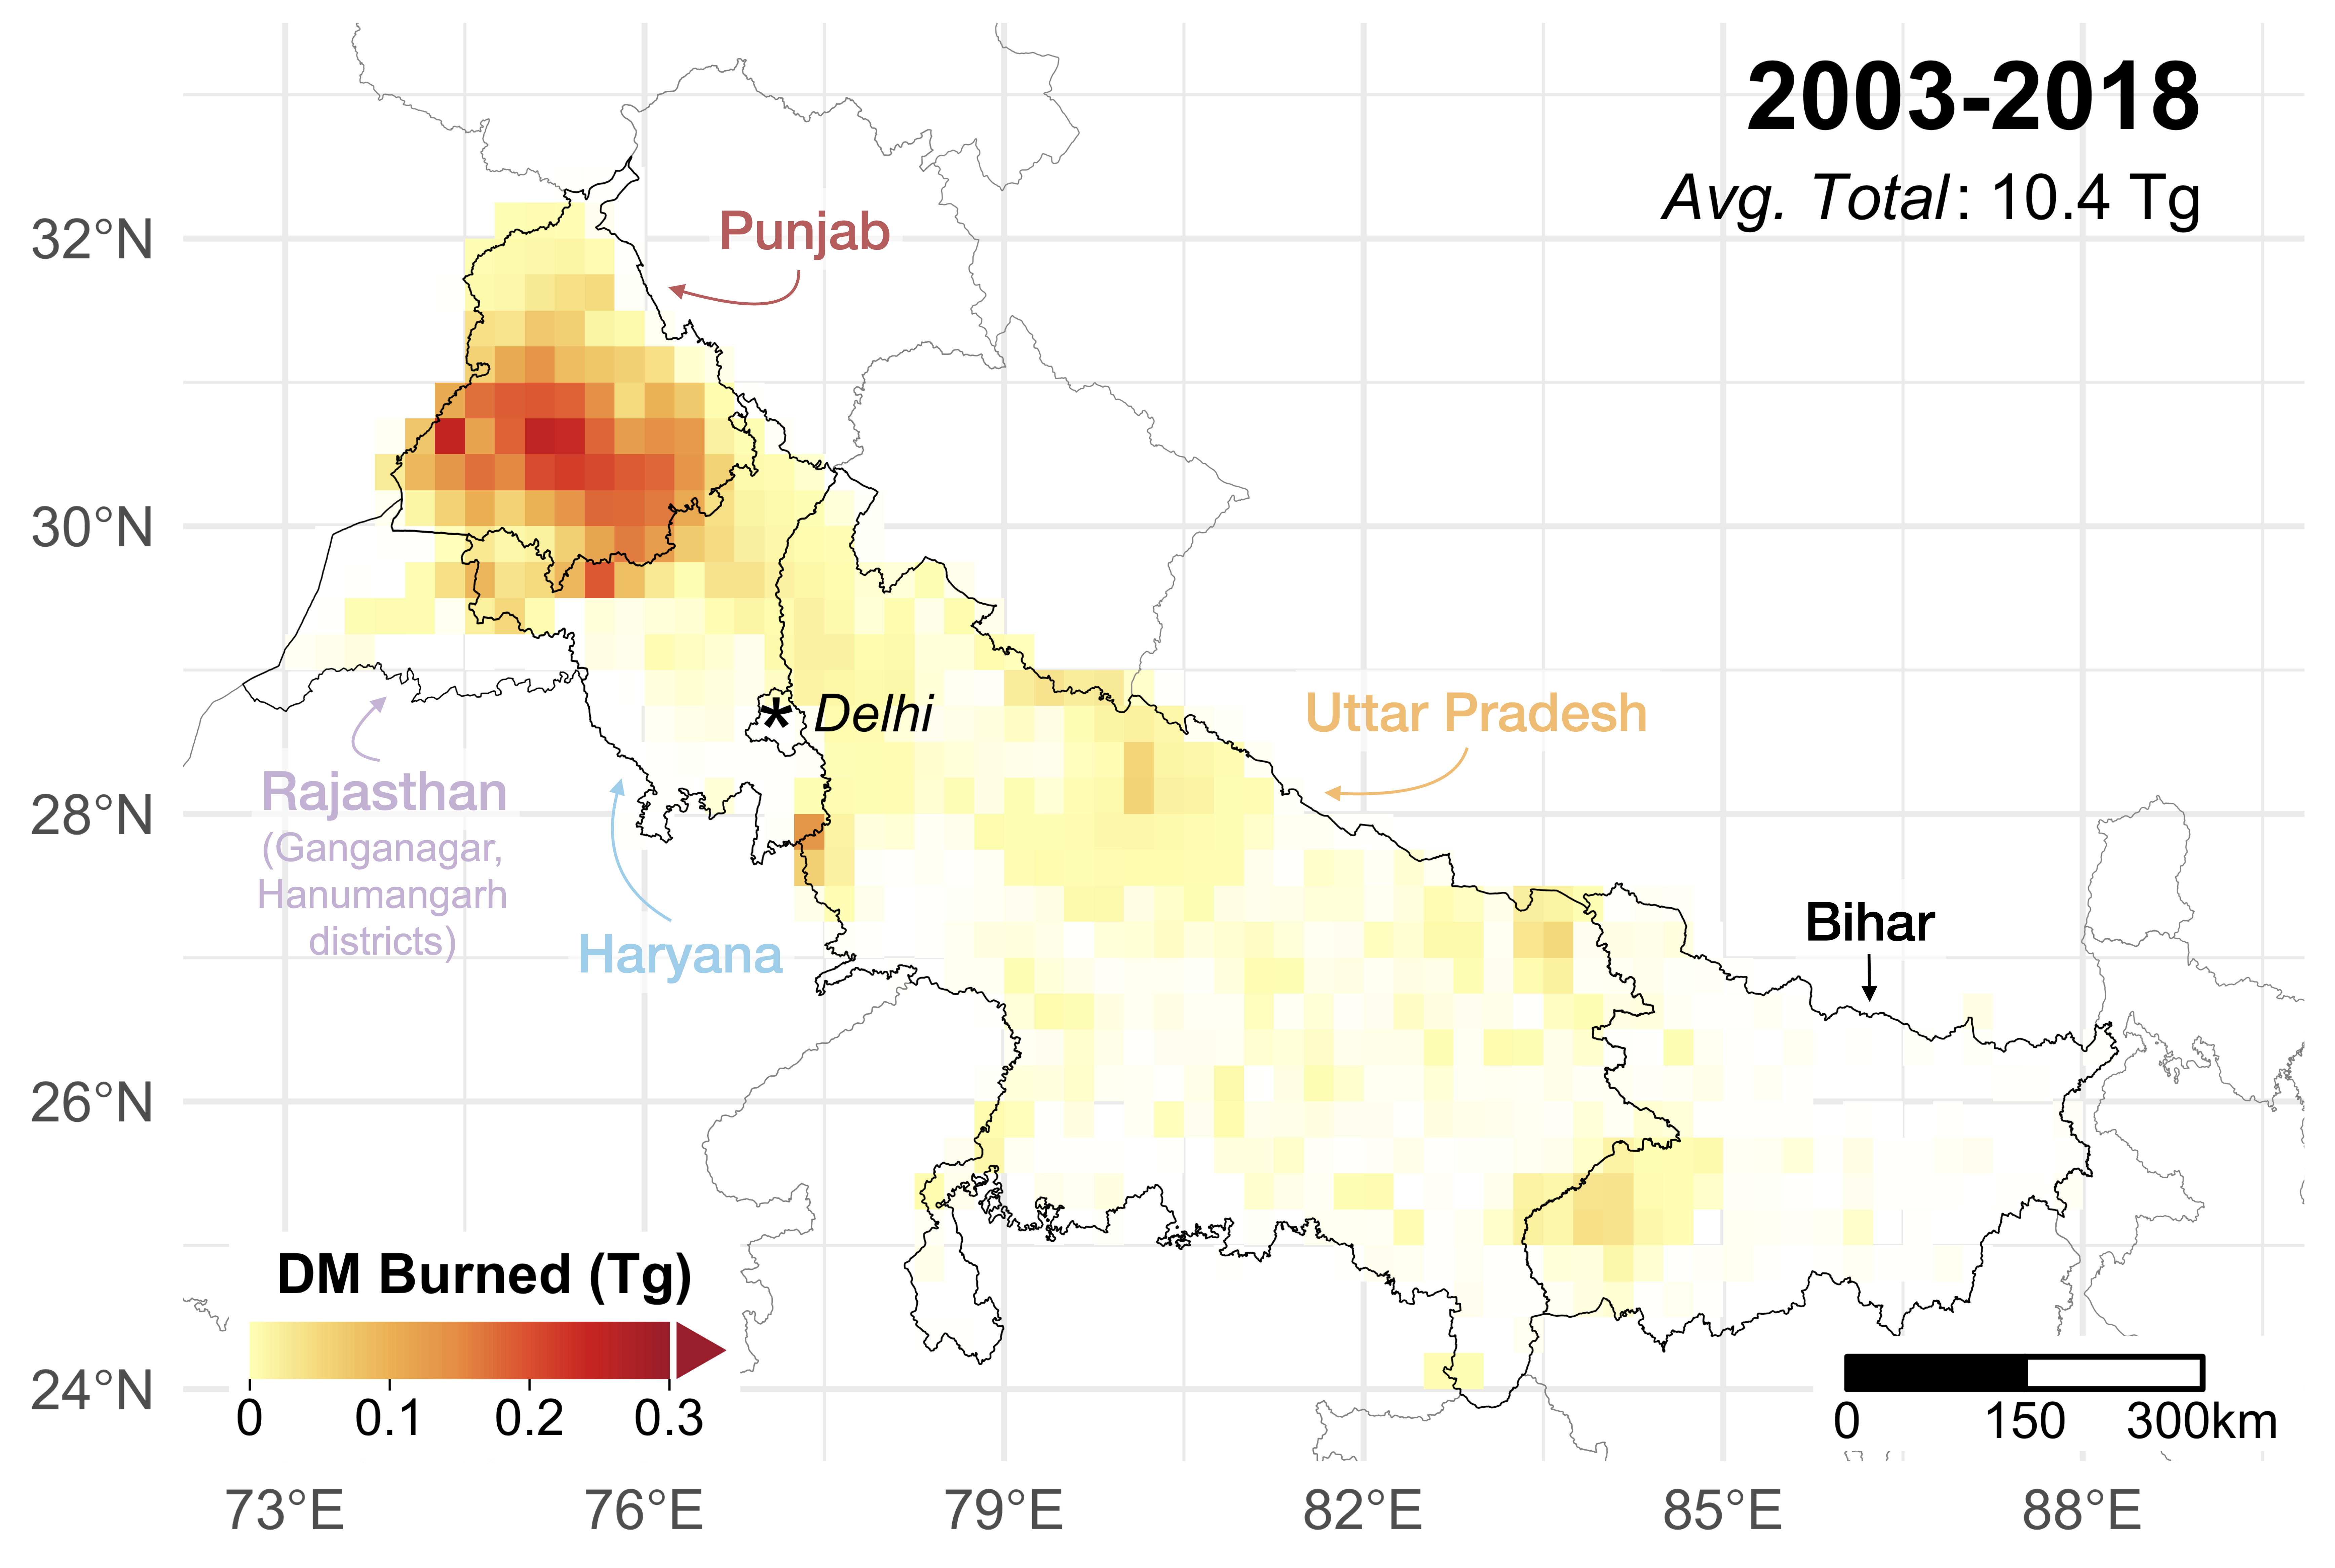 2003-2018
Avg. Total: 10.4 Tg
32°N
30°N
28°N
26°N
24°N
Punjab
*
Delhi
Uttar Pradesh
Rajasthan
(Ganganagar,
Hanumangarh
districts)
Haryana
Bihar
DM Burned (Tg)
0 0.1 0.2 0.3
0 150 300km
73°E 76°E 79°E 82°E 85°E 88°E